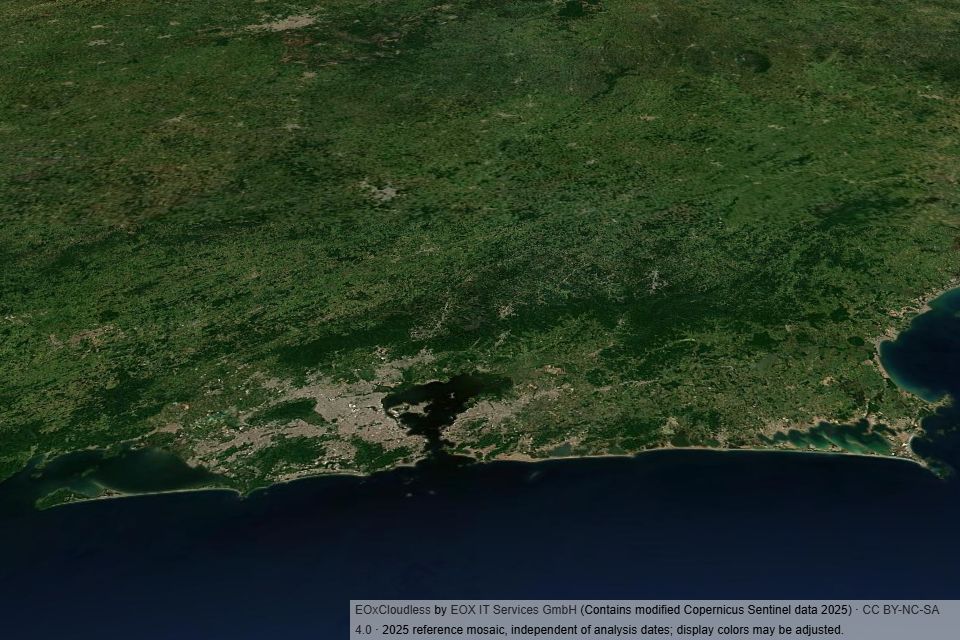 EOxCloudless by EOX IT Services GmbH (Contains modified Copernicus Sentinel data 2025) · CC BY-NC-SA
4.0 · 2025 reference mosaic, independent of analysis dates; display colors may be adjusted.